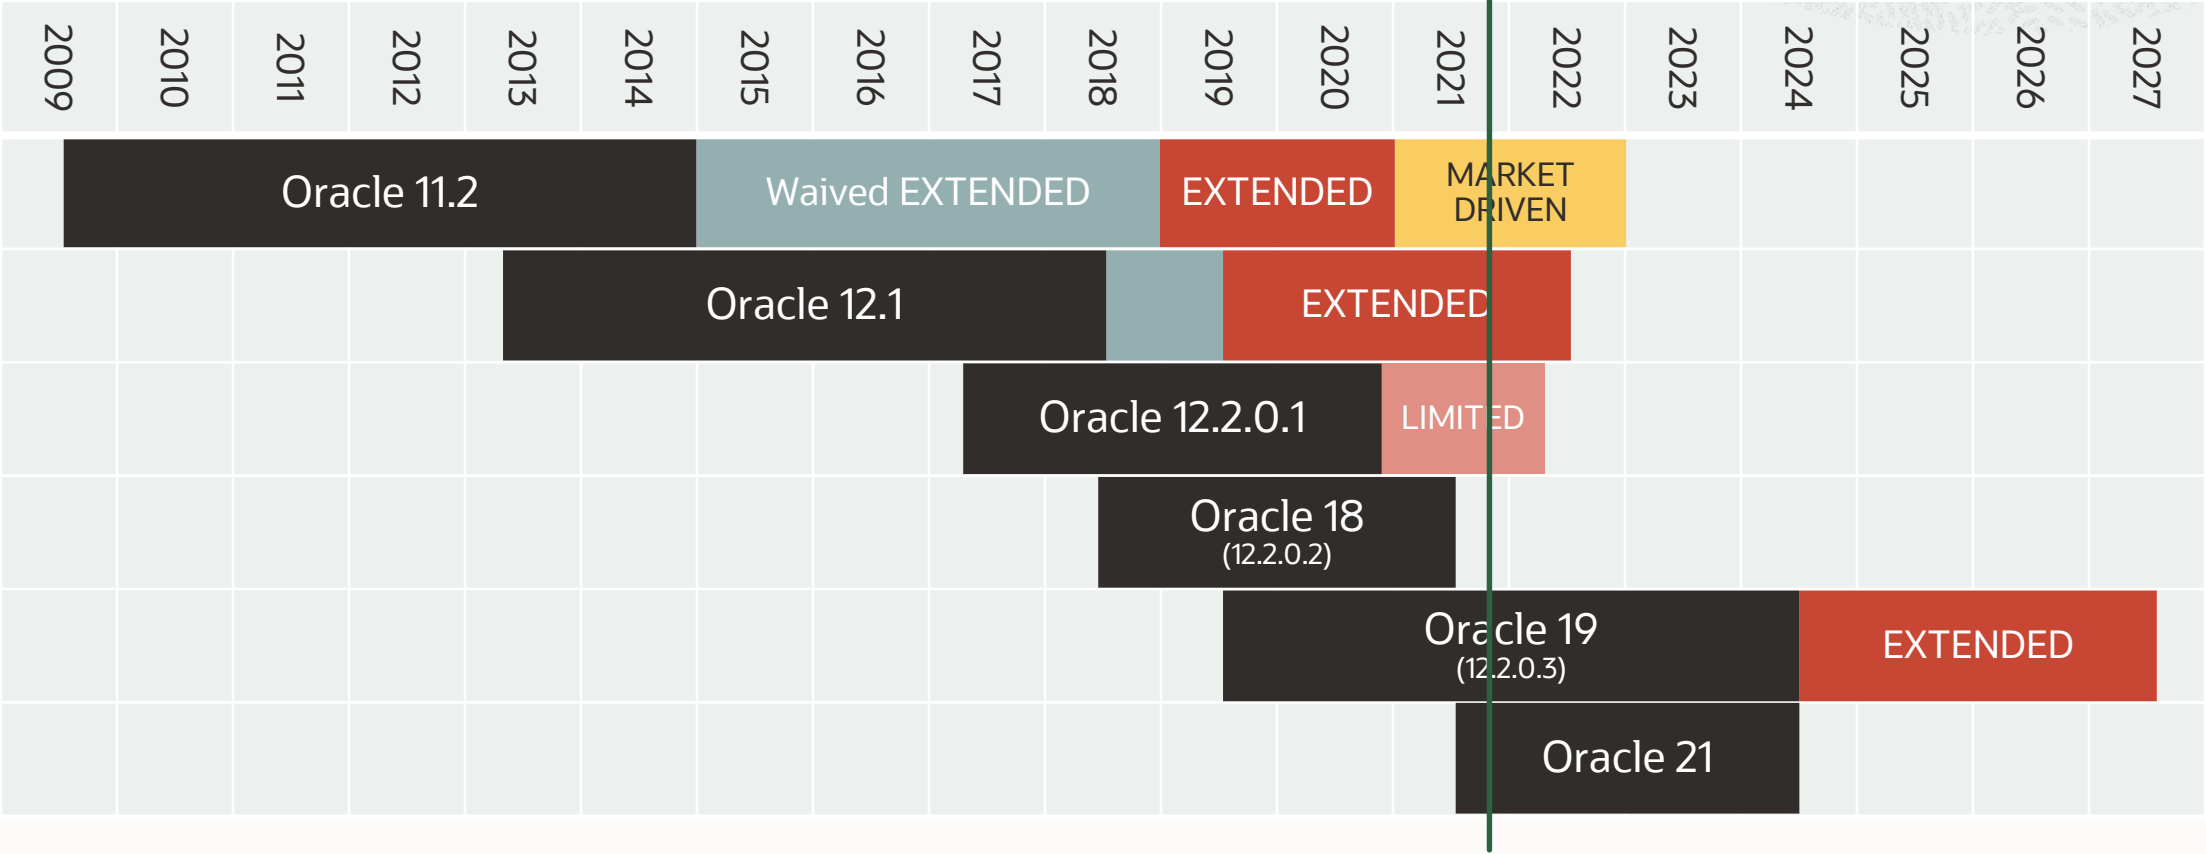 2009
2010
2011
2012
2013
2014
2015
2016
2017
2018
2019
2020
2021
2022
2023
2024
2025
2026
2027
Oracle 11.2
Waived EXTENDED
EXTENDED
MARKET
DRIVEN
Oracle 12.1
EXTENDED
Oracle 12.2.0.1
LIMITED
Oracle 18
(12.2.0.2)
Oracle 19
(12.2.0.3)
EXTENDED
Oracle 21